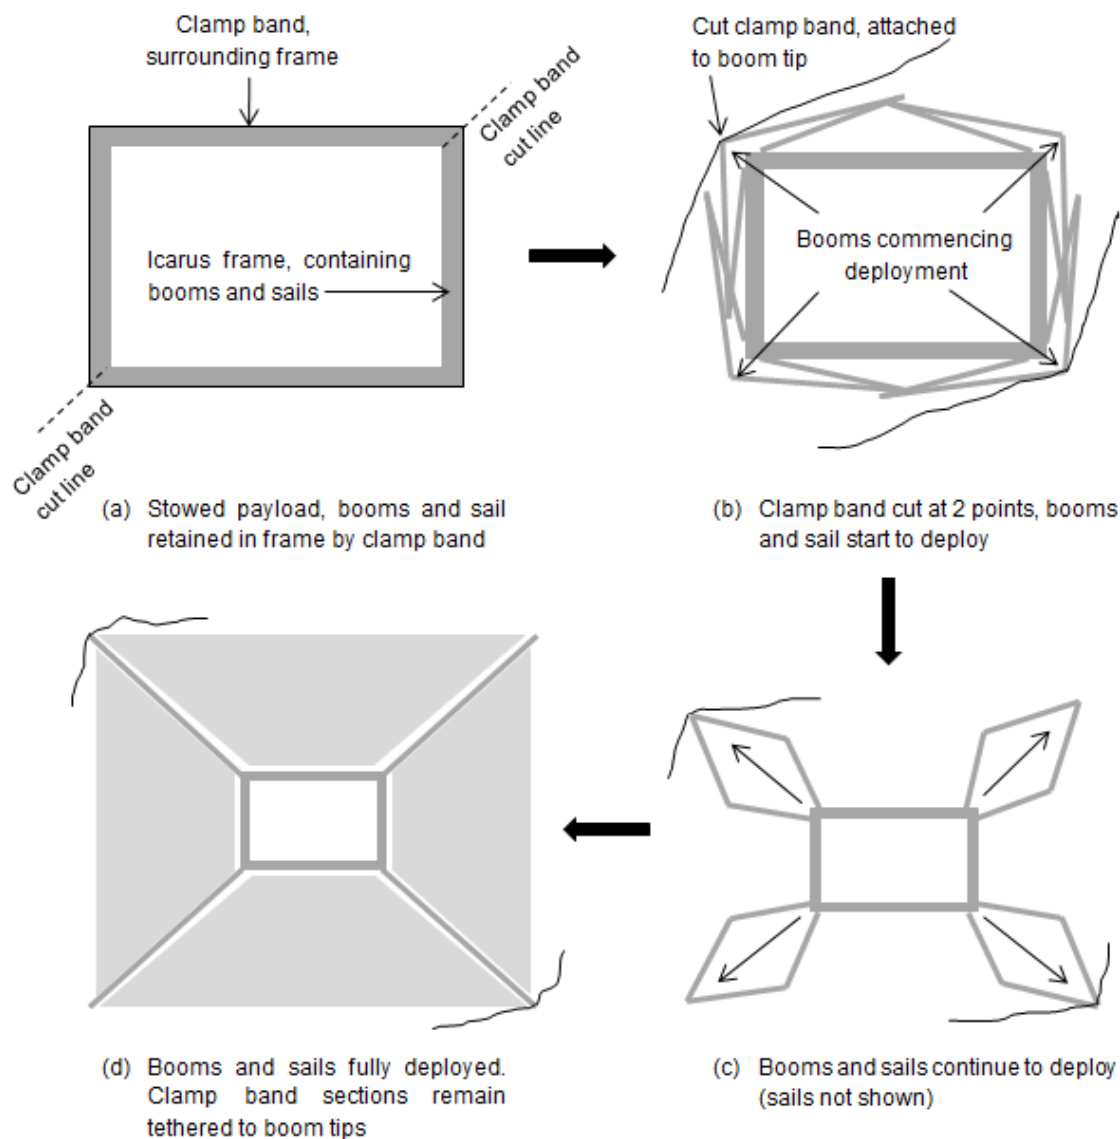 Clamp band,
surrounding frame
Clamp band
cut line
Icarus frame, containing
booms and sails
Clamp band
cut line
(a) Stowed payload, booms and sail
retained in frame by clamp band
Cut clamp band, attached
to boom tip
Booms commencing
deployment
(b) Clamp band cut at 2 points, booms
and sail start to deploy
(d) Booms and sails fully deployed.
Clamp band sections remain
tethered to boom tips
(c) Booms and sails continue to deploy
(sails not shown)